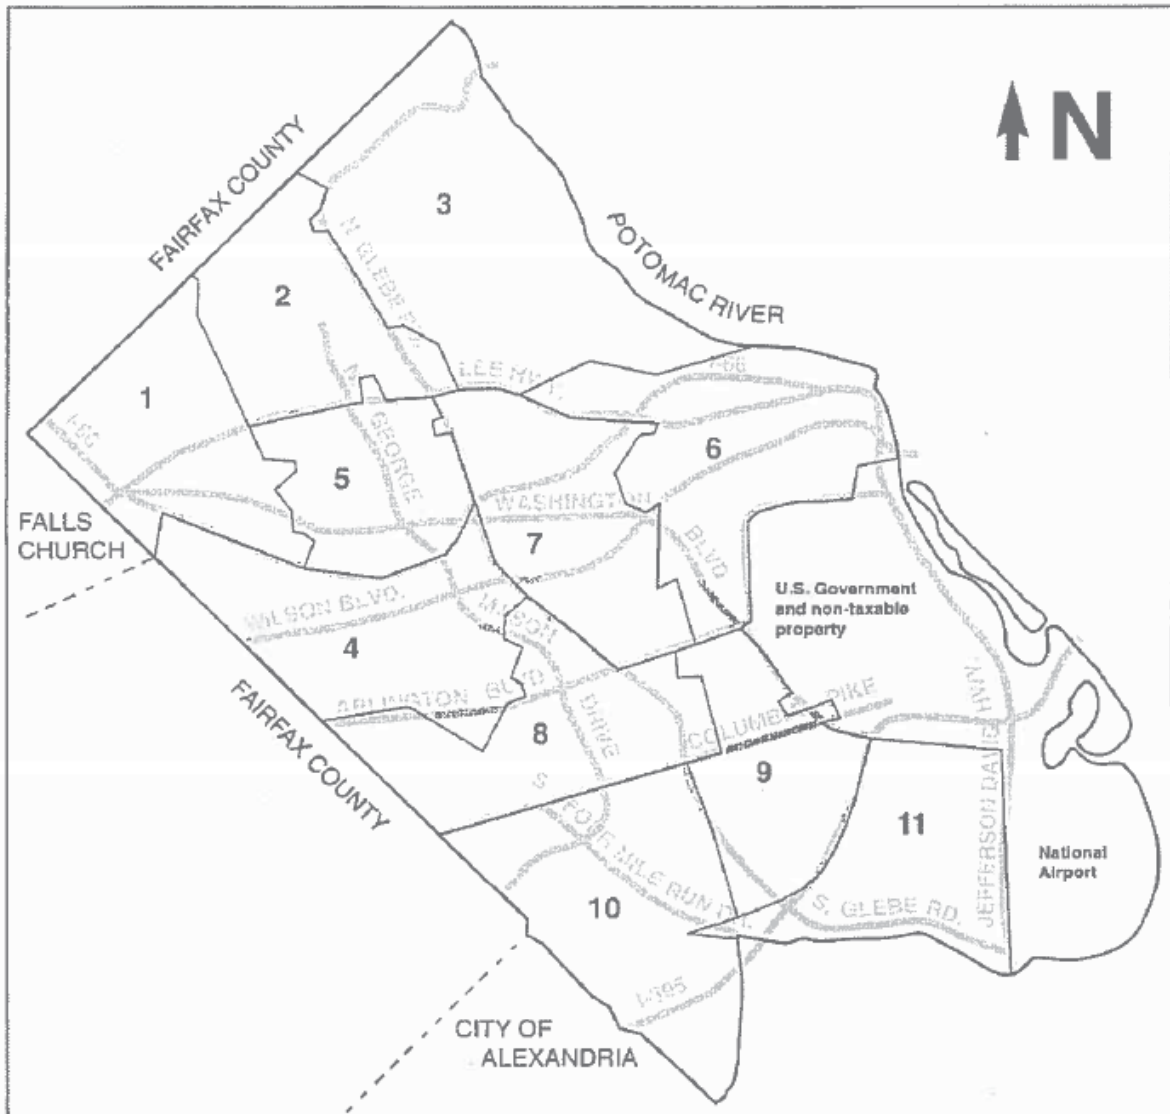 N
FAIRFAX COUNTY
3
POTOMAC RIVER
N GLEBE RD.
2
1
LEE HWY.
I-66
I-66
N. GEORGE
5
6
WASHINGTON
BLVD
FALLS
CHURCH
7
U.S. Government
and non-taxable
property
WILSON BLVD.
MASON
DRIVE
4
ARLINGTON BLVD
FAIRFAX COUNTY
8
COLUMBIA PIKE
9
JEFFERSON DAVIS HWY.
11
National
Airport
S. FOUR MILE RUN DR.
10
S. GLEBE RD.
I-395
CITY OF
ALEXANDRIA